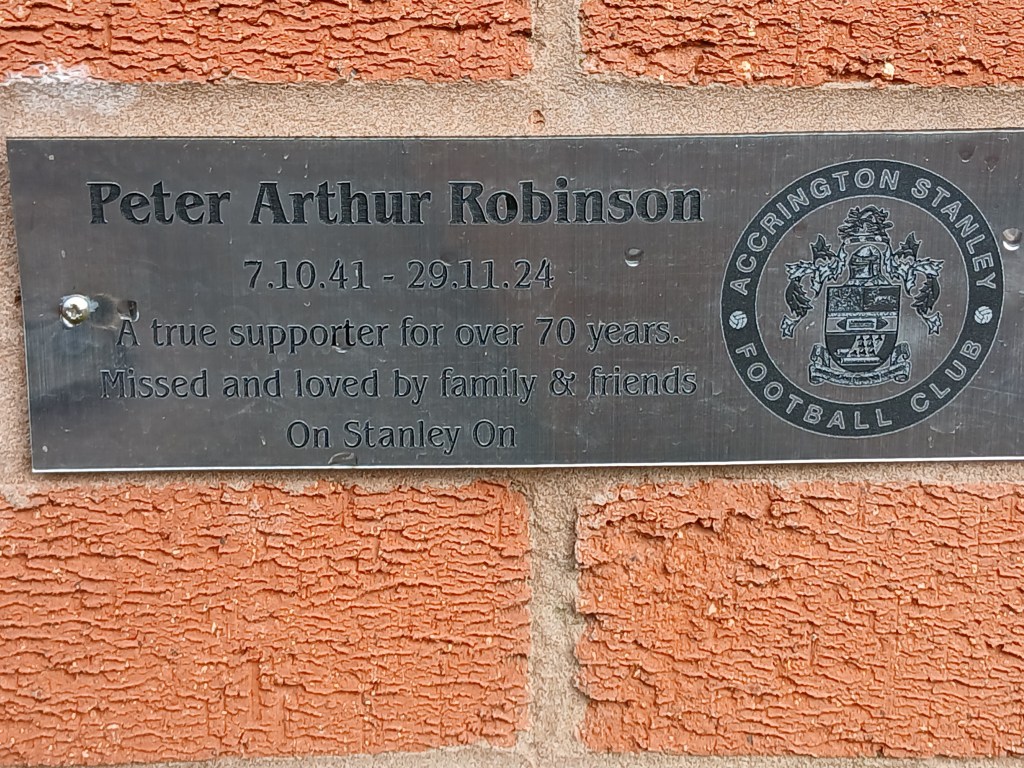 Peter Arthur Robinson
7.10.41 - 29.11.24
A true supporter for over 70 years.
Missed and loved by family & friends
On Stanley On
ACCRINGTON STANLEY
FOOTBALL CLUB